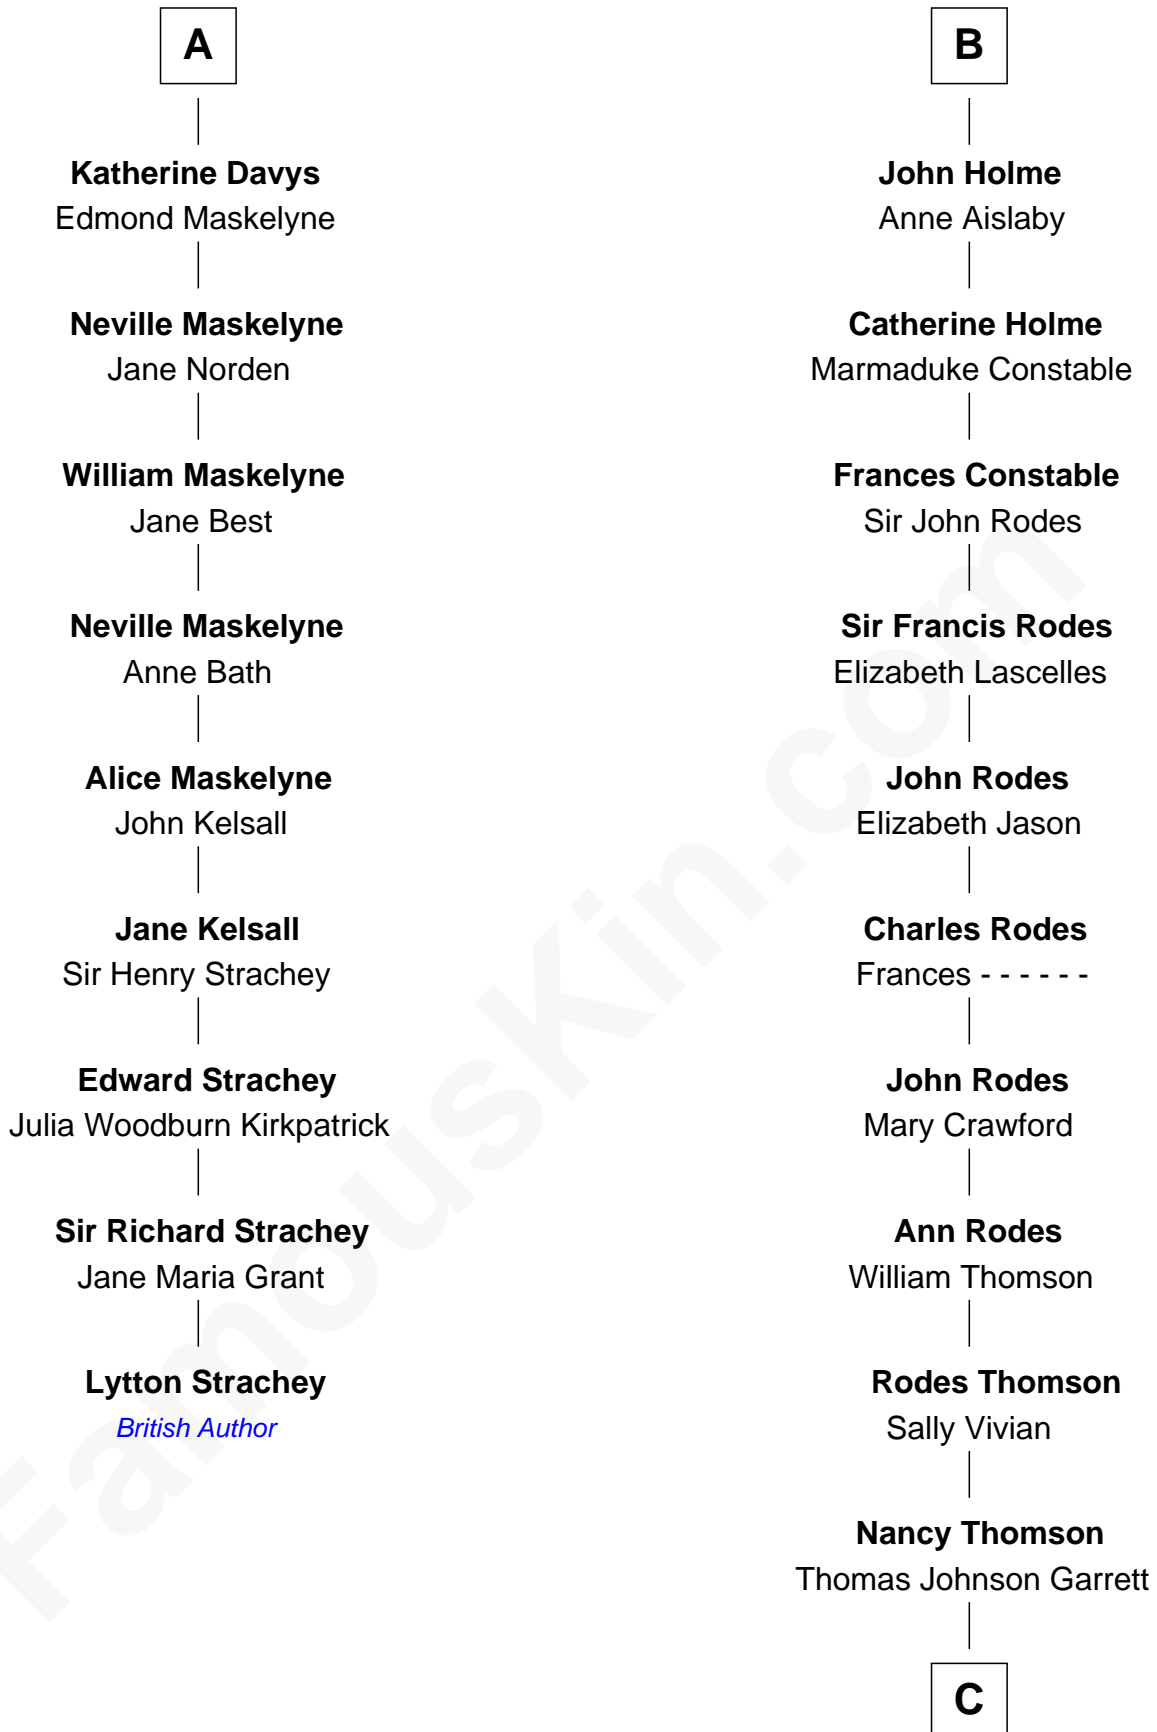 A
Katherine Davys
Edmond Maskelyne
Neville Maskelyne
Jane Norden
William Maskelyne
Jane Best
Neville Maskelyne
Anne Bath
Alice Maskelyne
John Kelsall
Jane Kelsall
Sir Henry Strachey
Edward Strachey
Julia Woodburn Kirkpatrick
Sir Richard Strachey
Jane Maria Grant
Lytton Strachey
British Author
B
John Holme
Anne Aislaby
Catherine Holme
Marmaduke Constable
Frances Constable
Sir John Rodes
Sir Francis Rodes
Elizabeth Lascelles
John Rodes
Elizabeth Jason
Charles Rodes
Frances - - - - - -
John Rodes
Mary Crawford
Ann Rodes
William Thomson
Rodes Thomson
Sally Vivian
Nancy Thomson
Thomas Johnson Garrett
C
FamousKin.com